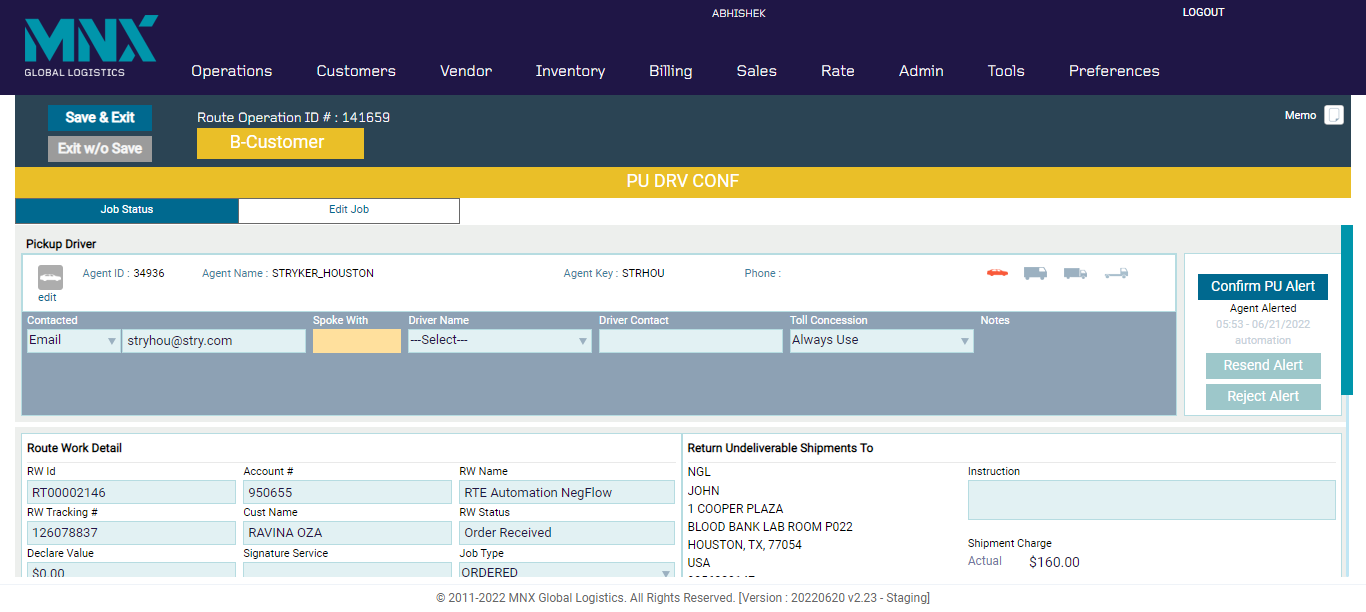 ABHISHEK
LOGOUT
MNX
GLOBAL LOGISTICS
Operations Customers Vendor Inventory Billing Sales Rate Admin Tools Preferences
Save & Exit
Route Operation ID # : 141659
Memo
Exit w/o Save
B-Customer
PU DRV CONF
Job Status
Edit Job
Pickup Driver
Agent ID : 34936
Agent Name : STRYKER_HOUSTON
Agent Key : STRHOU
Phone :
edit
Contacted
Spoke With
Driver Name
Driver Contact
Toll Concession
Notes
Email
stryhou@stry.com
---Select---
Always Use
Confirm PU Alert
Agent Alerted
05:53 - 06/21/2022
automation
Resend Alert
Reject Alert
Route Work Detail
RW Id
Account #
RW Name
RT00002146
950655
RTE Automation NegFlow
RW Tracking #
Cust Name
RW Status
126078837
RAVINA OZA
Order Received
Declare Value
Signature Service
Job Type
$0.00
ORDERED
Return Undeliverable Shipments To
NGL
JOHN
1 COOPER PLAZA
BLOOD BANK LAB ROOM P022
HOUSTON, TX, 77054
USA
Instruction
Shipment Charge
Actual $160.00
© 2011-2022 MNX Global Logistics. All Rights Reserved. [Version : 20220620 v2.23 - Staging]